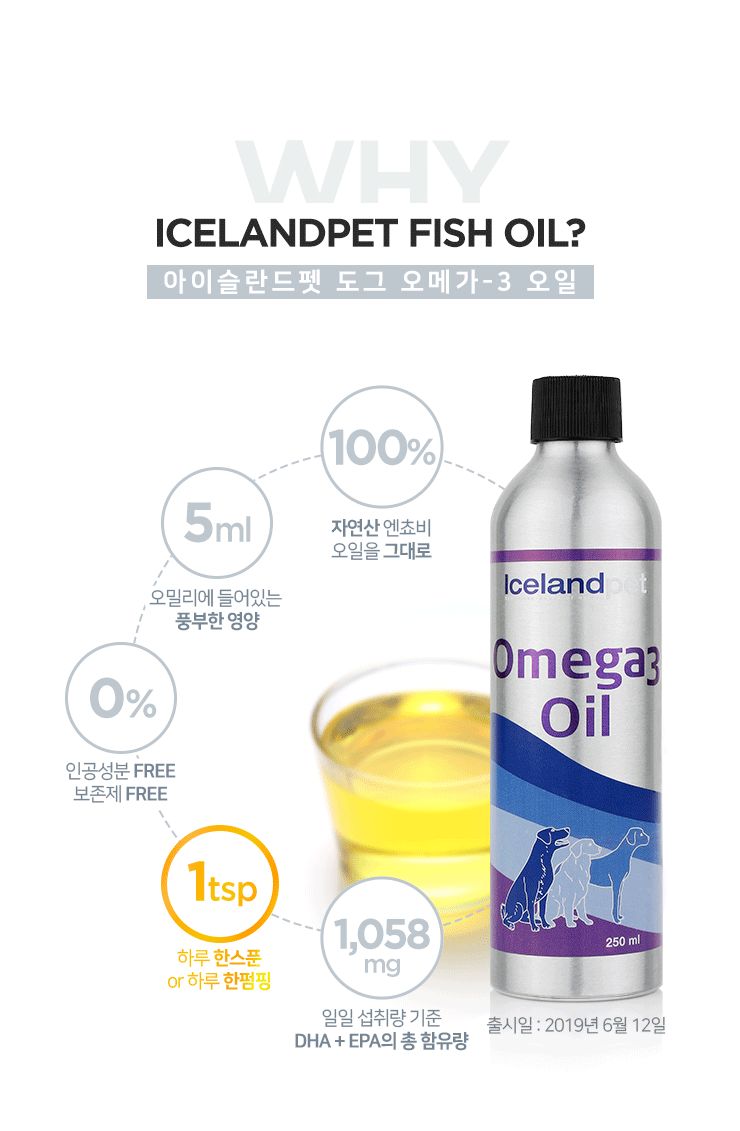 WHY
ICELANDPET FISH OIL?
아이슬란드펫 도그 오메가-3 오일
100%
자연산 엔쵸비
오일을 그대로
5ml
오밀리에 들어있는
풍부한 영양
0%
인공성분 FREE
보존제 FREE
1tsp
하루 한스푼
or 하루 한펌핑
1,058
mg
일일 섭취량 기준
DHA + EPA의 총 함유량
Icelandpet
Omega3
Oil
250 ml
출시일 : 2019년 6월 12일